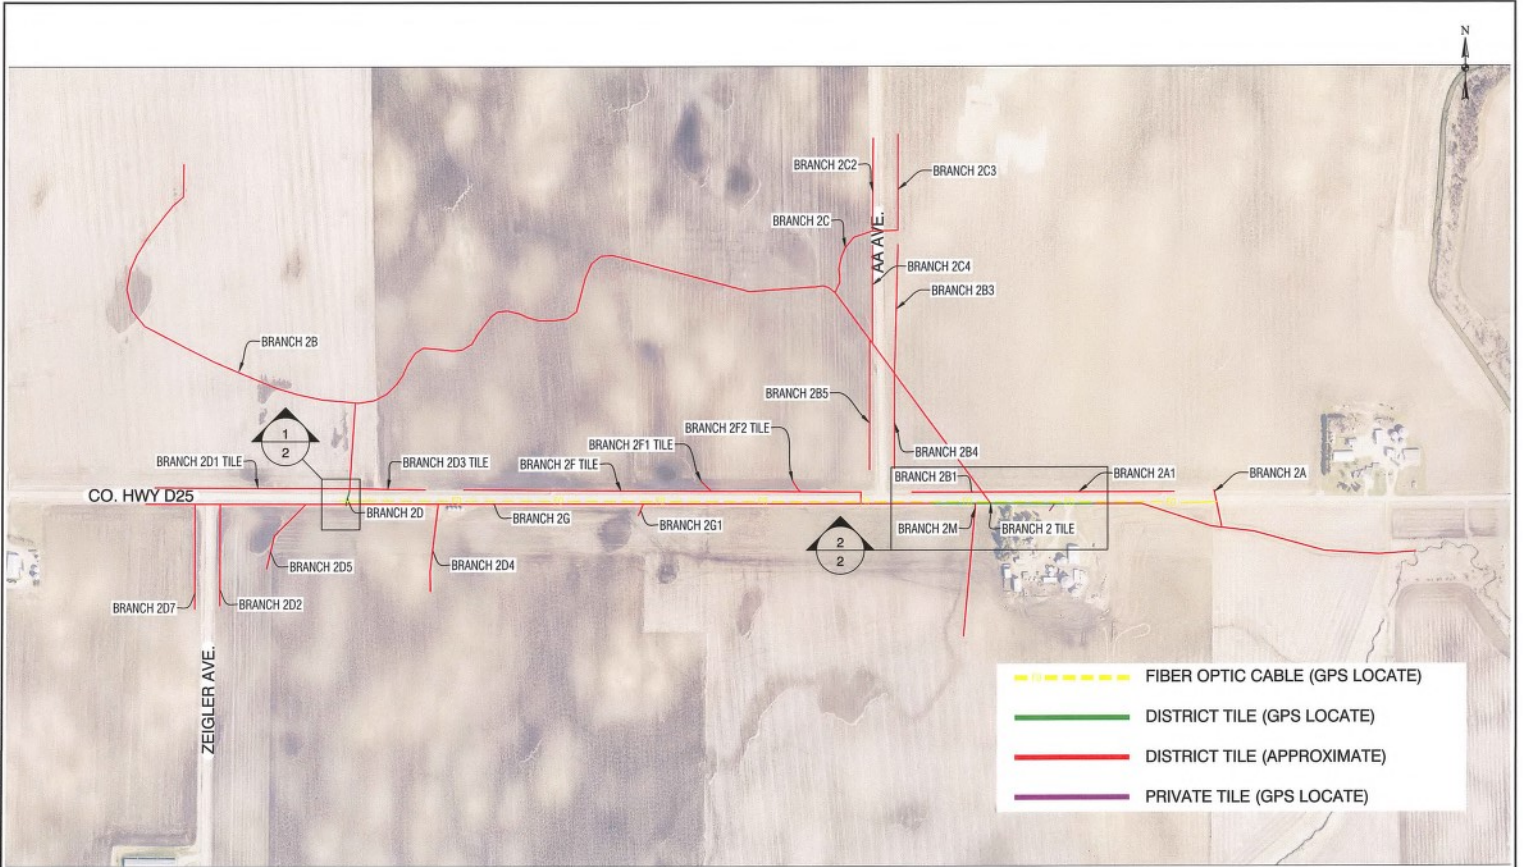 N
BRANCH 2C2
BRANCH 2C3
BRANCH 2C
AA AVE.
BRANCH 2C4
BRANCH 2B3
BRANCH 2B
BRANCH 2B5
BRANCH 2F2 TILE
BRANCH 2F1 TILE
1
2
BRANCH 2B4
BRANCH 2D1 TILE
BRANCH 2D3 TILE
BRANCH 2F TILE
BRANCH 2B1
BRANCH 2A1
BRANCH 2A
CO. HWY D25
BRANCH 2D
BRANCH 2G
BRANCH 2G1
BRANCH 2M
BRANCH 2 TILE
2
2
BRANCH 2D5
BRANCH 2D4
BRANCH 2D7
BRANCH 2D2
ZEIGLER AVE.
FIBER OPTIC CABLE (GPS LOCATE)
DISTRICT TILE (GPS LOCATE)
DISTRICT TILE (APPROXIMATE)
PRIVATE TILE (GPS LOCATE)